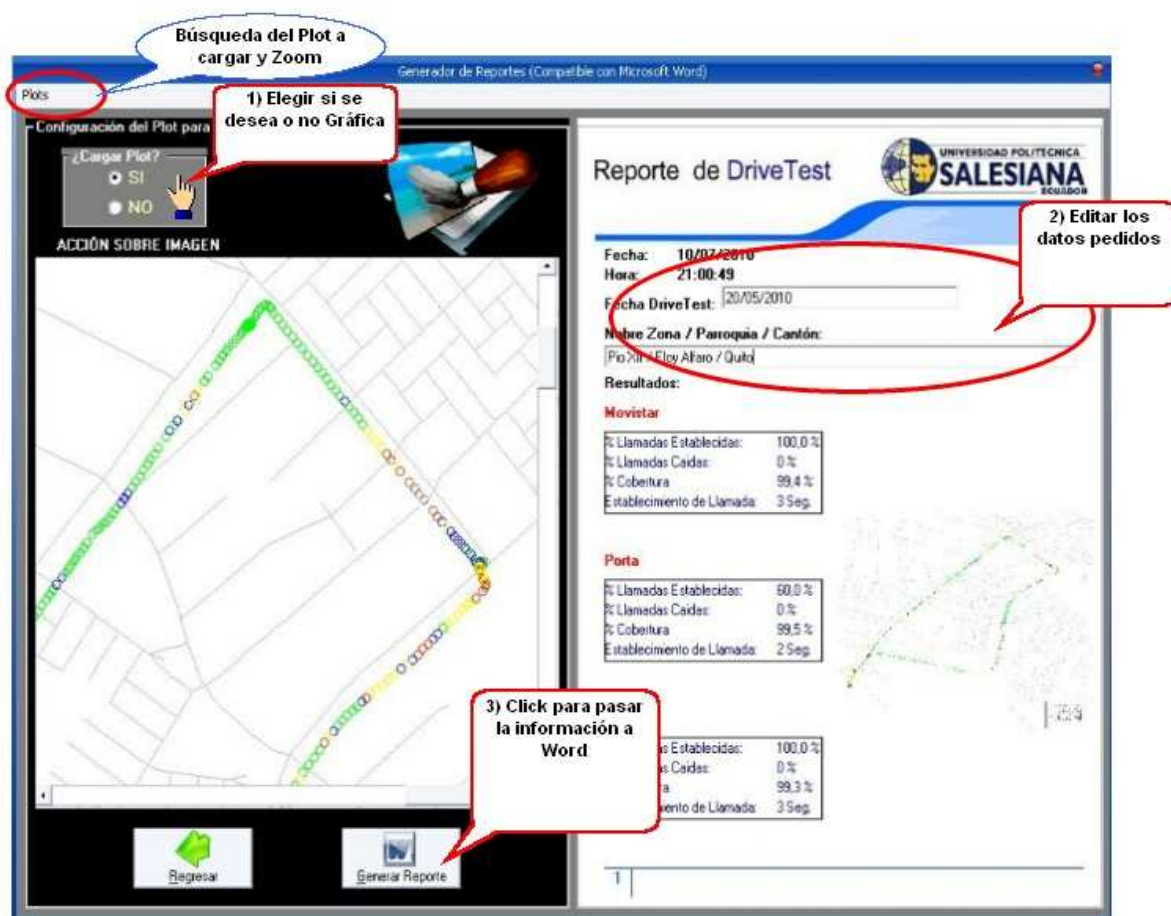 Búsqueda del Plot a
cargar y Zoom
Generador de Reportes (Compatible con Microsoft Word)
Plots
1) Elegir si se
desea o no Gráfica
Configuración del Plot para
¿Cargar Plot?
SI
NO
ACCIÓN SOBRE IMAGEN
Reporte de DriveTest
UNIVERSIDAD POLITECNICA
SALESIANA
ECUADOR
2) Editar los
datos pedidos
Fecha: 10/07/2010
Hora: 21:00:49
Fecha DriveTest: 20/05/2010
Nobre Zona / Parroquia / Cantón:
Pio XII / Eloy Alfaro / Quito
Resultados:
Movistar
% Llamadas Establecidas: 100,0 %
% Llamadas Caidas: 0 %
% Cobertura 99,4 %
Establecimiento de Llamada: 3 Seg.
Porta
% Llamadas Establecidas: 60,0 %
% Llamadas Caidas: 0 %
% Cobertura 99,5 %
Establecimiento de Llamada: 2 Seg.
3) Click para pasar
la información a
Word
Establecidas: 100,0 %
Caidas: 0 %
99,3 %
de Llamada: 3 Seg.
Regresar
Generar Reporte
1